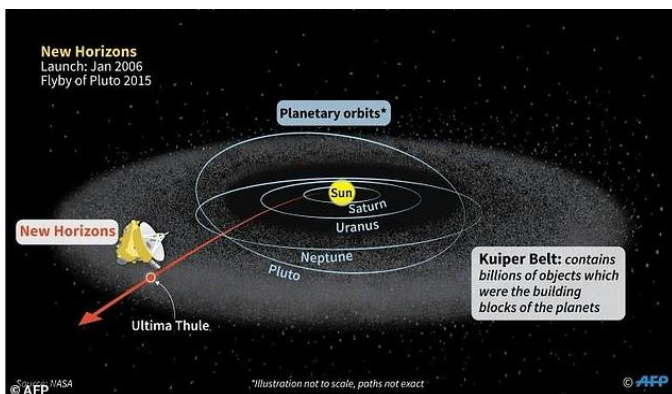 New Horizons
Launch: Jan 2006
Flyby of Pluto 2015
Planetary orbits*
Sun
Saturn
Uranus
Neptune
Pluto
New Horizons
Ultima Thule
Kuiper Belt: contains
billions of objects which
were the building
blocks of the planets
Source: NASA
© AFP
*Illustration not to scale, paths not exact
© AFP